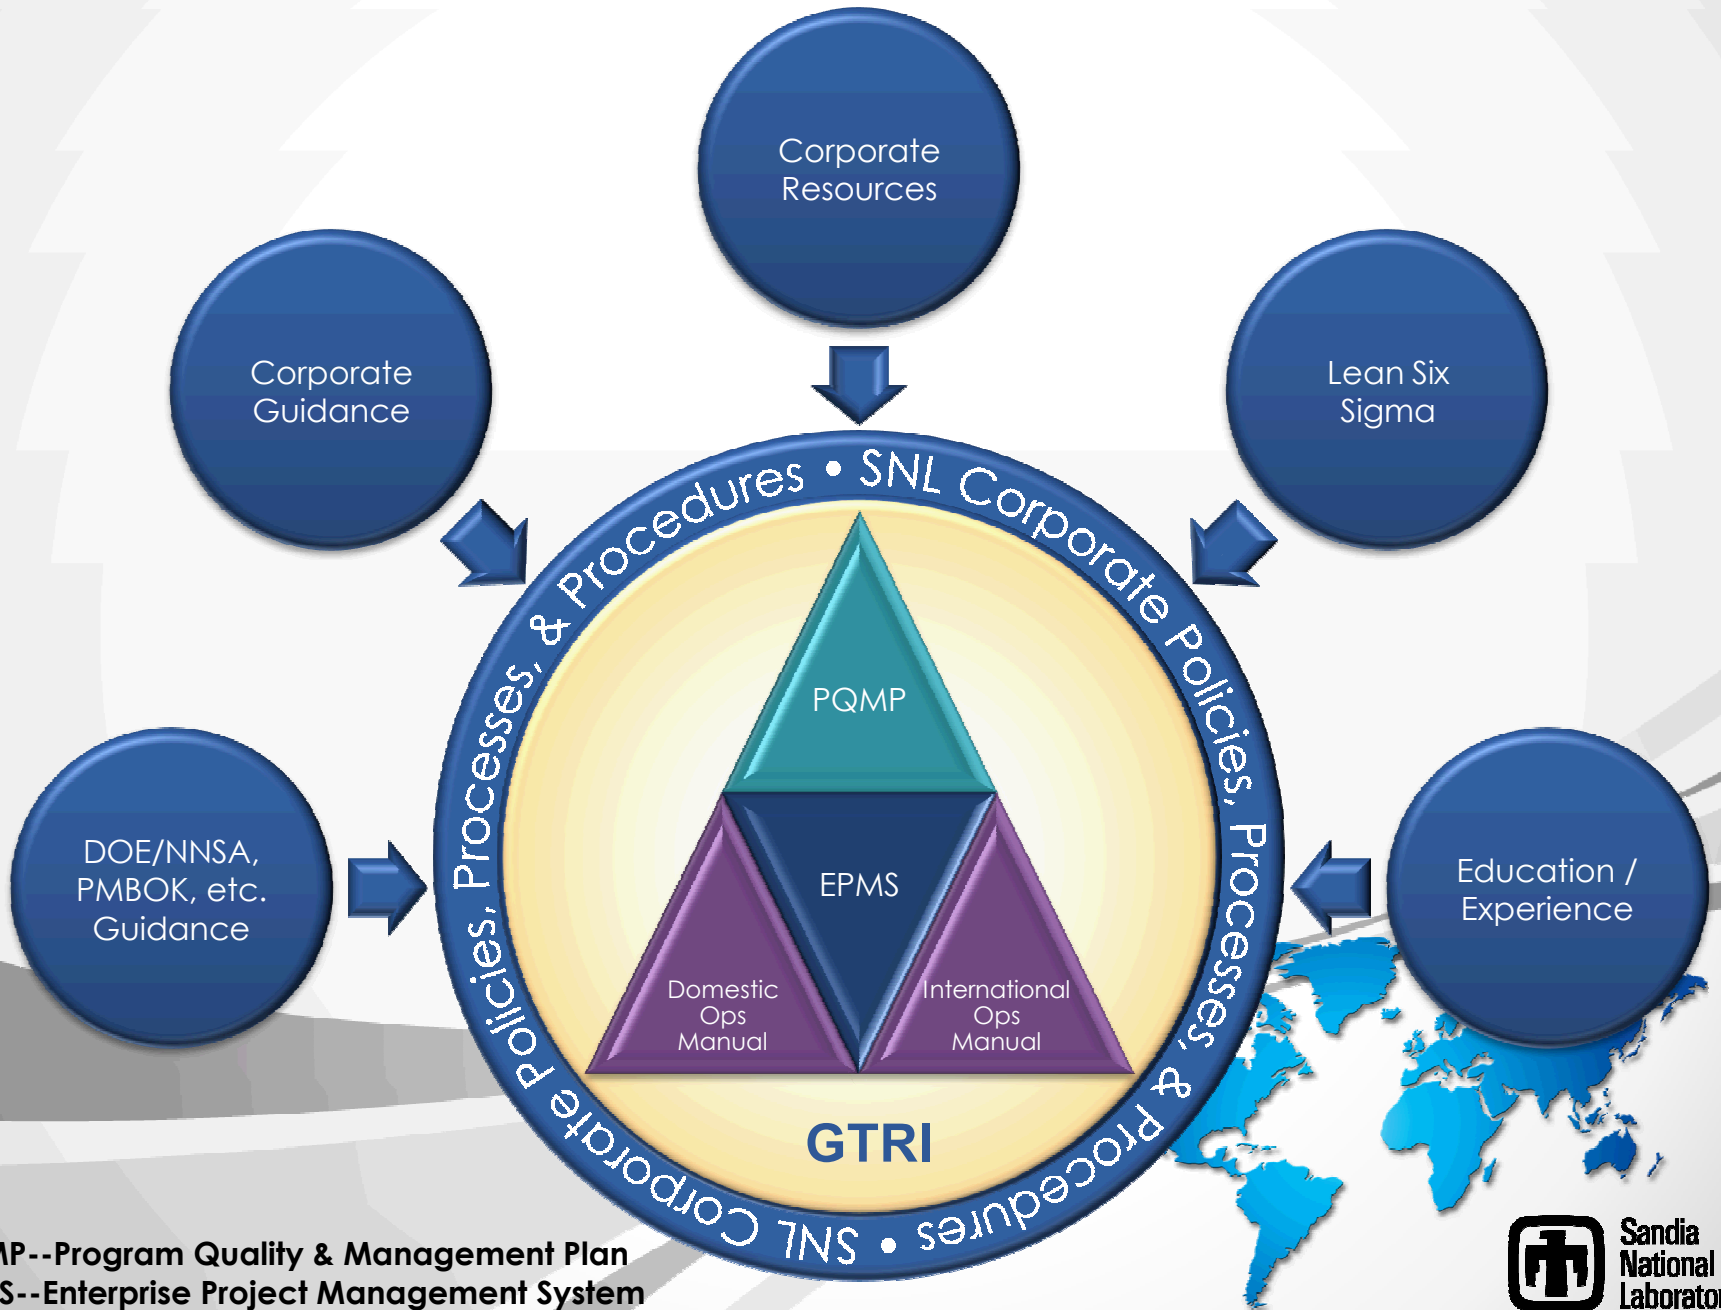 Corporate
Resources
Corporate
Guidance
Lean Six
Sigma
DOE/NNSA,
PMBOK, etc.
Guidance
Education /
Experience
SNL Corporate Policies, Processes, & Procedures •
SNL Corporate Policies, Processes, & Procedures •
PQMP
EPMS
Domestic
Ops
Manual
International
Ops
Manual
GTRI
MP--Program Quality & Management Plan
S--Enterprise Project Management System
Sandia
National
Laborator